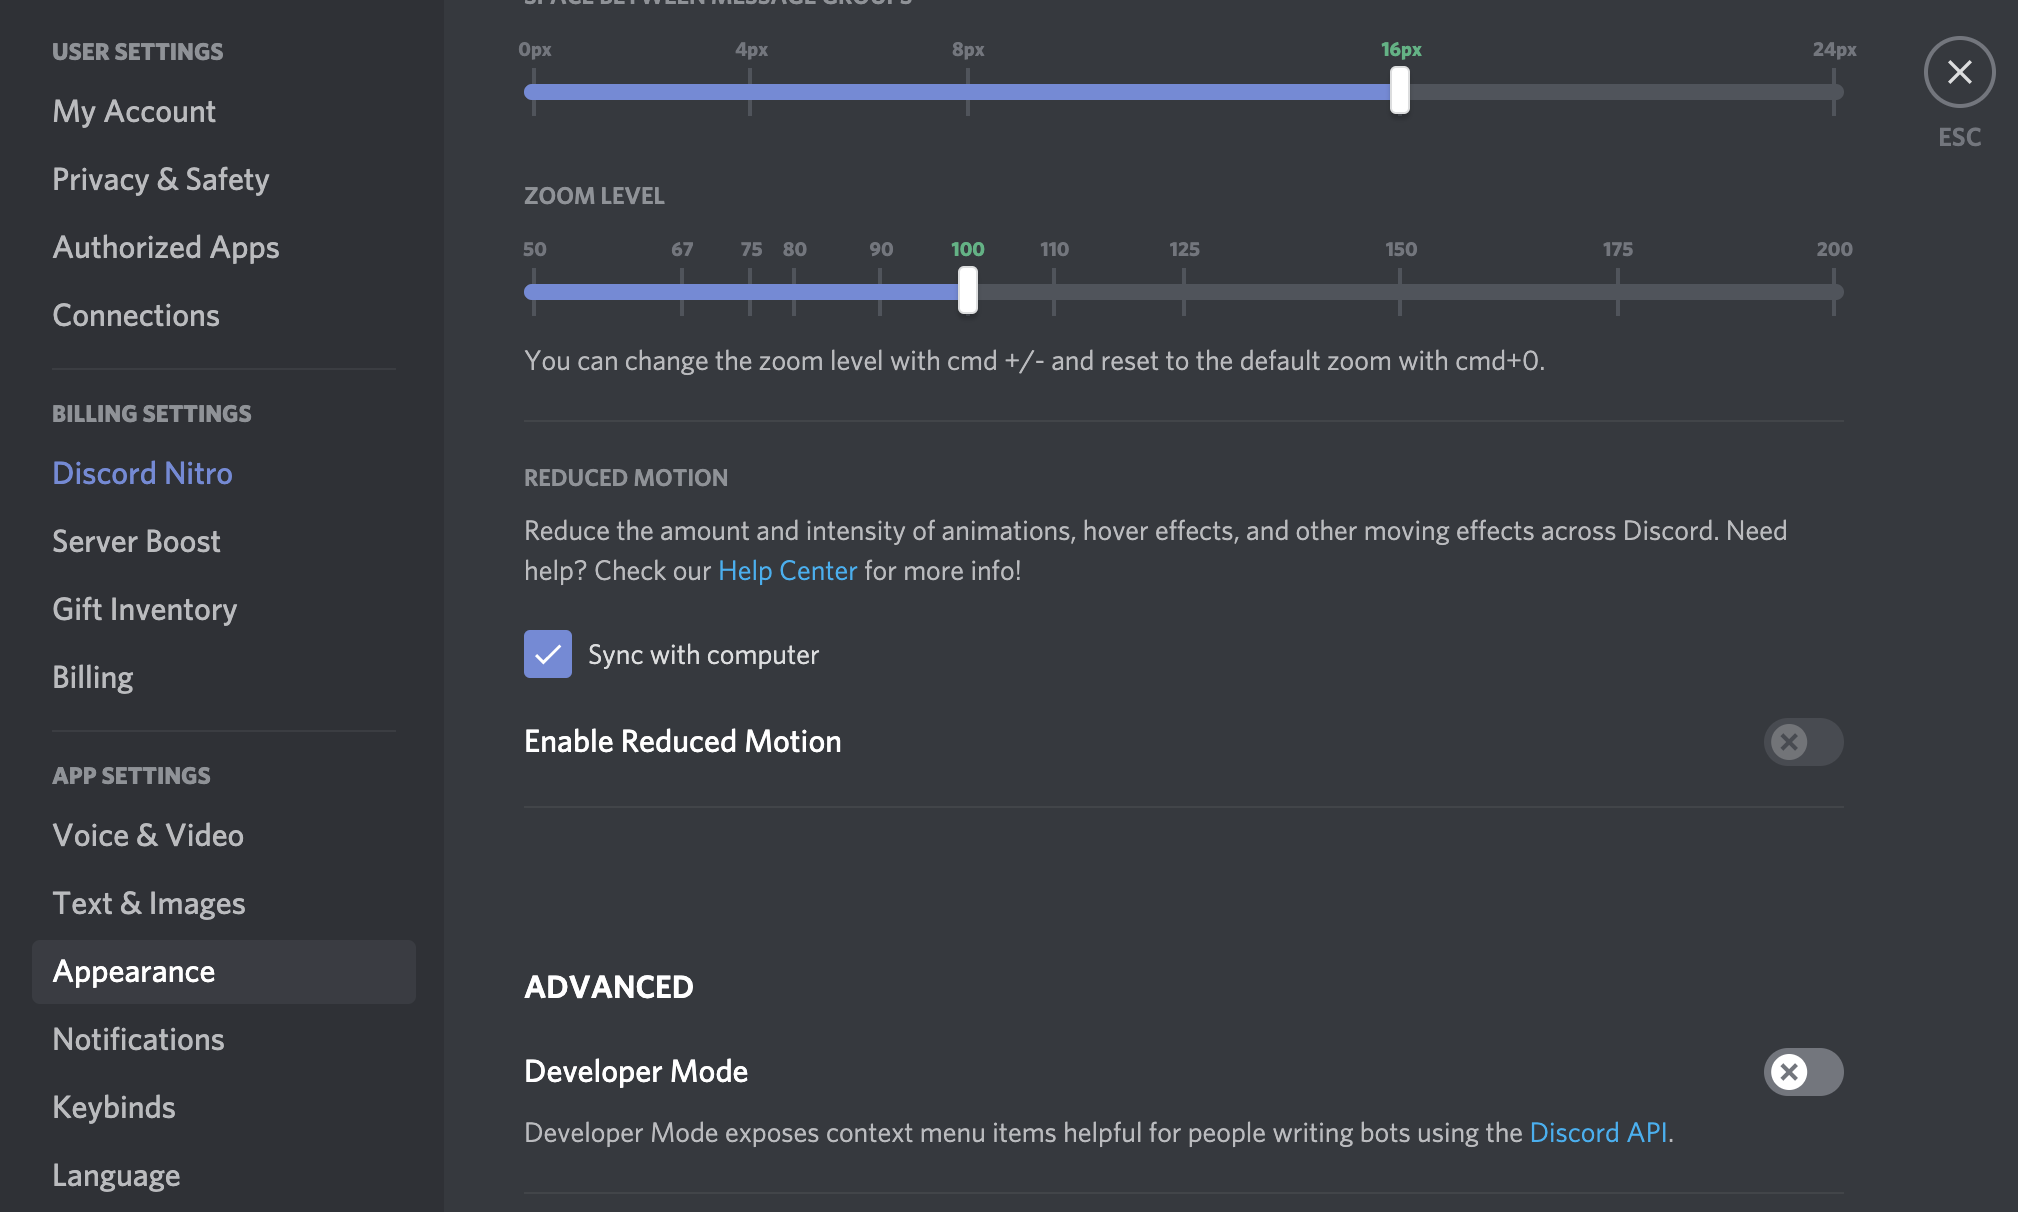 USER SETTINGS
My Account
Privacy & Safety
Authorized Apps
Connections
BILLING SETTINGS
Discord Nitro
Server Boost
Gift Inventory
Billing
APP SETTINGS
Voice & Video
Text & Images
Appearance
Notifications
Keybinds
Language
SPACE BETWEEN MESSAGE GROUPS
0px 4px 8px 16px 24px
ZOOM LEVEL
50 67 75 80 90 100 110 125 150 175 200
You can change the zoom level with cmd +/- and reset to the default zoom with cmd+0.
REDUCED MOTION
Reduce the amount and intensity of animations, hover effects, and other moving effects across Discord. Need
help? Check our Help Center for more info!
Sync with computer
Enable Reduced Motion
ADVANCED
Developer Mode
Developer Mode exposes context menu items helpful for people writing bots using the Discord API.
ESC